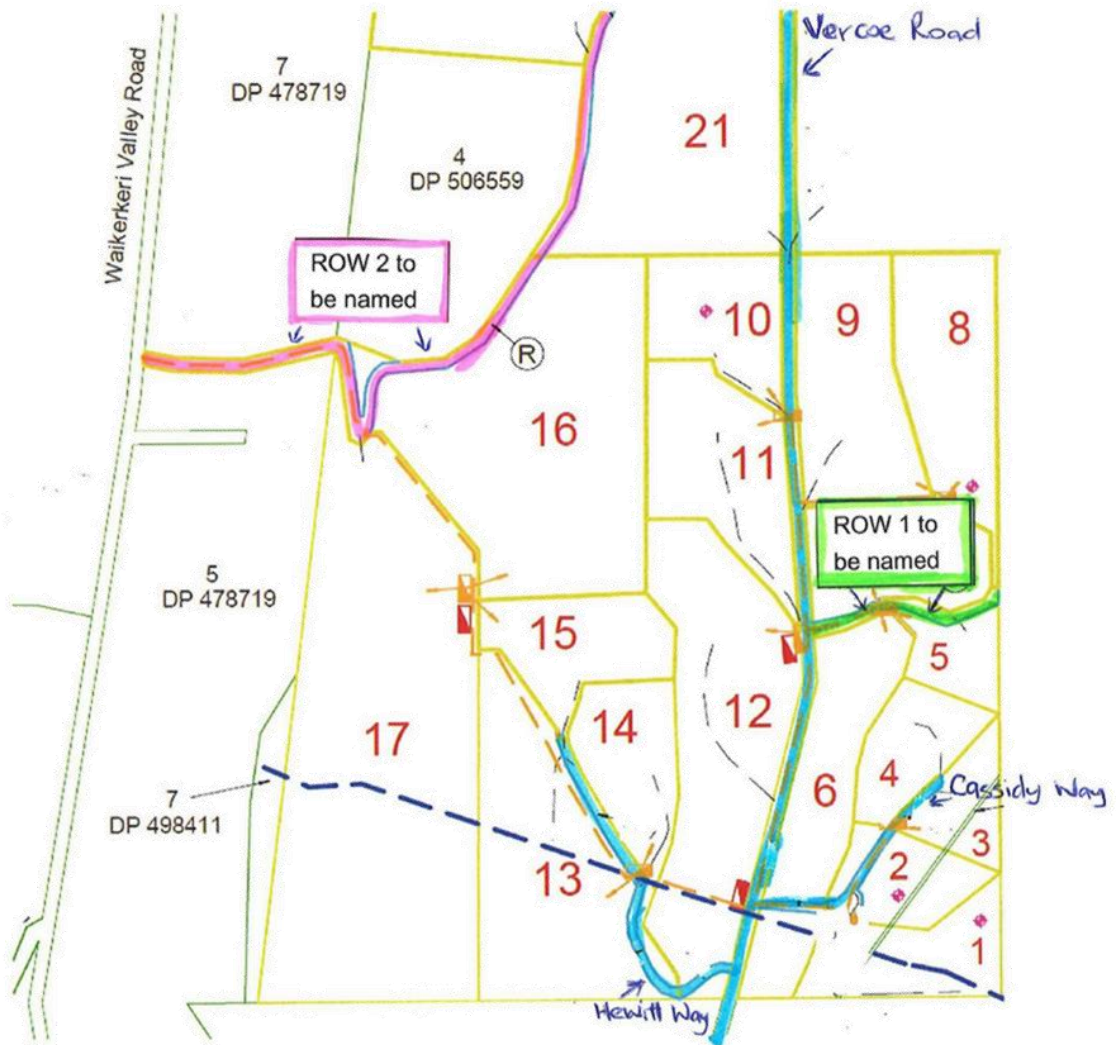 Vercoe Road
7
DP 478719
21
4
DP 506559
Waikerkeri Valley Road
ROW 2 to
be named
R
10
9
8
16
11
ROW 1 to
be named
5
DP 478719
15
5
12
14
17
6
4
Cassidy Way
7
DP 498411
3
2
13
1
Hewitt Way